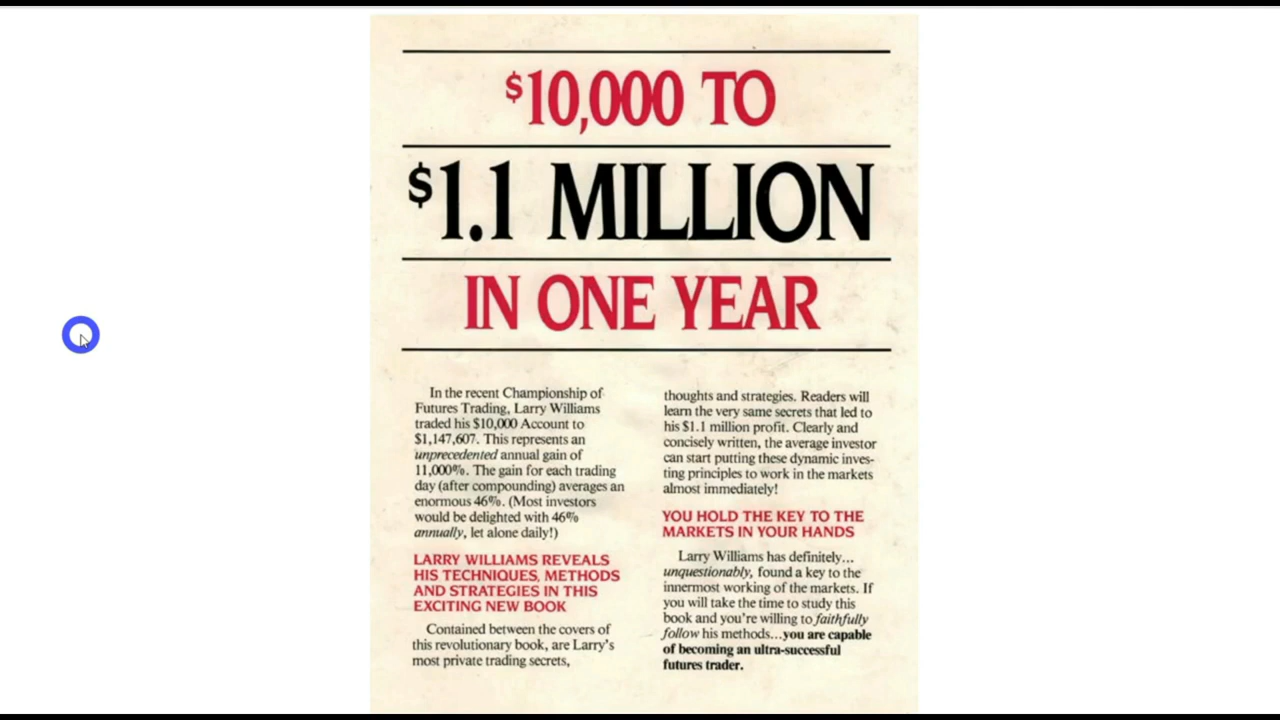 $10,000 TO
$1.1 MILLION
IN ONE YEAR
In the recent Championship of
Futures Trading, Larry Williams
traded his $10,000 Account to
$1,147,607. This represents an
unprecedented annual gain of
11,000%. The gain for each trading
day (after compounding) averages an
enormous 46%. (Most investors
would be delighted with 46%
annually, let alone daily!)
LARRY WILLIAMS REVEALS
HIS TECHNIQUES, METHODS
AND STRATEGIES IN THIS
EXCITING NEW BOOK
Contained between the covers of
this revolutionary book, are Larry's
most private trading secrets,
thoughts and strategies. Readers will
learn the very same secrets that led to
his $1.1 million profit. Clearly and
concisely written, the average investor
can start putting these dynamic inves-
ting principles to work in the markets
almost immediately!
YOU HOLD THE KEY TO THE
MARKETS IN YOUR HANDS
Larry Williams has definitely...
unquestionably, found a key to the
innermost working of the markets. If
you will take the time to study this
book and you're willing to faithfully
follow his methods...you are capable
of becoming an ultra-successful
futures trader.